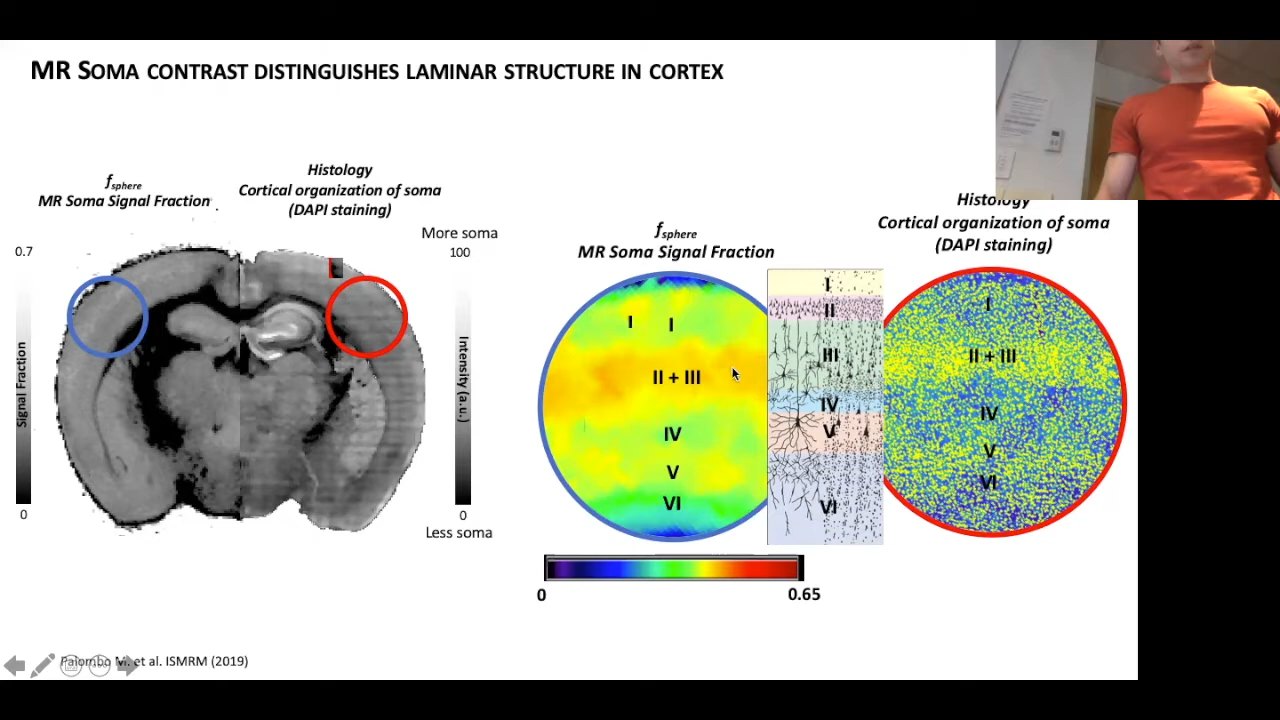 MR SOMA CONTRAST DISTINGUISHES LAMINAR STRUCTURE IN CORTEX
fsphere
MR Soma Signal Fraction
Histology
Cortical organization of soma
(DAPI staining)
0.7
Signal Fraction
0
More soma
100
Intensity (a.u.)
0
Less soma
fsphere
MR Soma Signal Fraction
I I
II + III
IV
V
VI
0
0.65
I
II
III
IV
V
VI
Histology
Cortical organization of soma
(DAPI staining)
I
II + III
IV
V
VI
Palombo M. et al. ISMRM (2019)